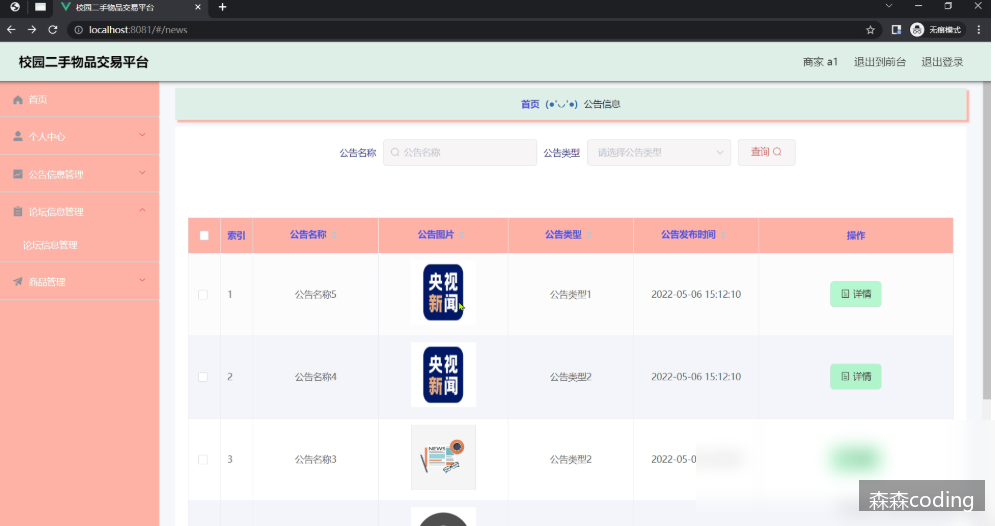 校园二手物品交易平台
localhost:8081/#/news
无痕模式
校园二手物品交易平台
商家 a1 退出到前台 退出登录
首页
个人中心
公告信息管理
论坛信息管理
论坛信息管理
商品管理
首页 (●'◡'●) 公告信息
公告名称 公告名称 公告类型 请选择公告类型 查询
索引 公告名称 公告图片 公告类型 公告发布时间 操作
1 公告名称5 央视新闻 公告类型1 2022-05-06 15:12:10 详情
2 公告名称4 央视新闻 公告类型2 2022-05-06 15:12:10 详情
3 公告名称3 NEWS 公告类型2 2022-05-0
森森coding